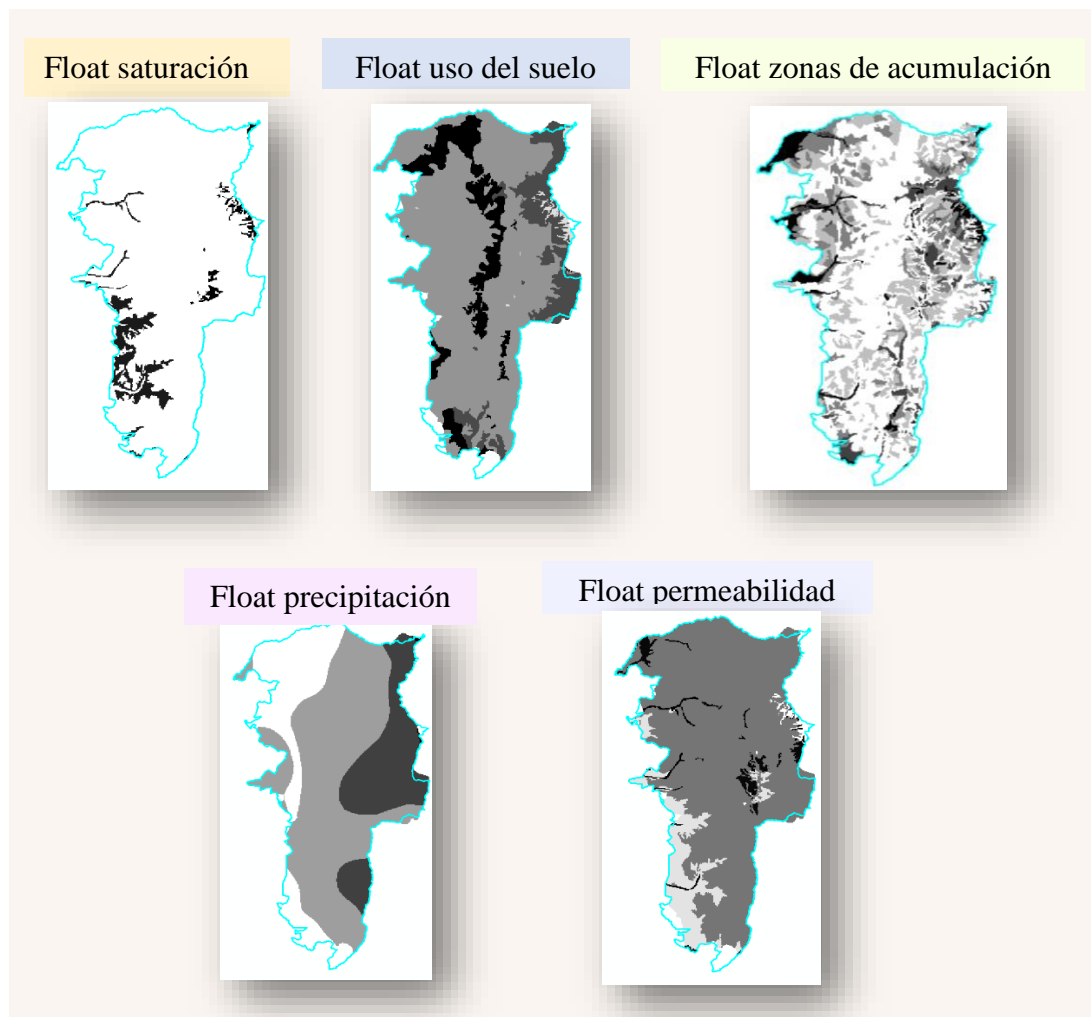 Float saturación
Float uso del suelo
Float zonas de acumulación
Float precipitación
Float permeabilidad